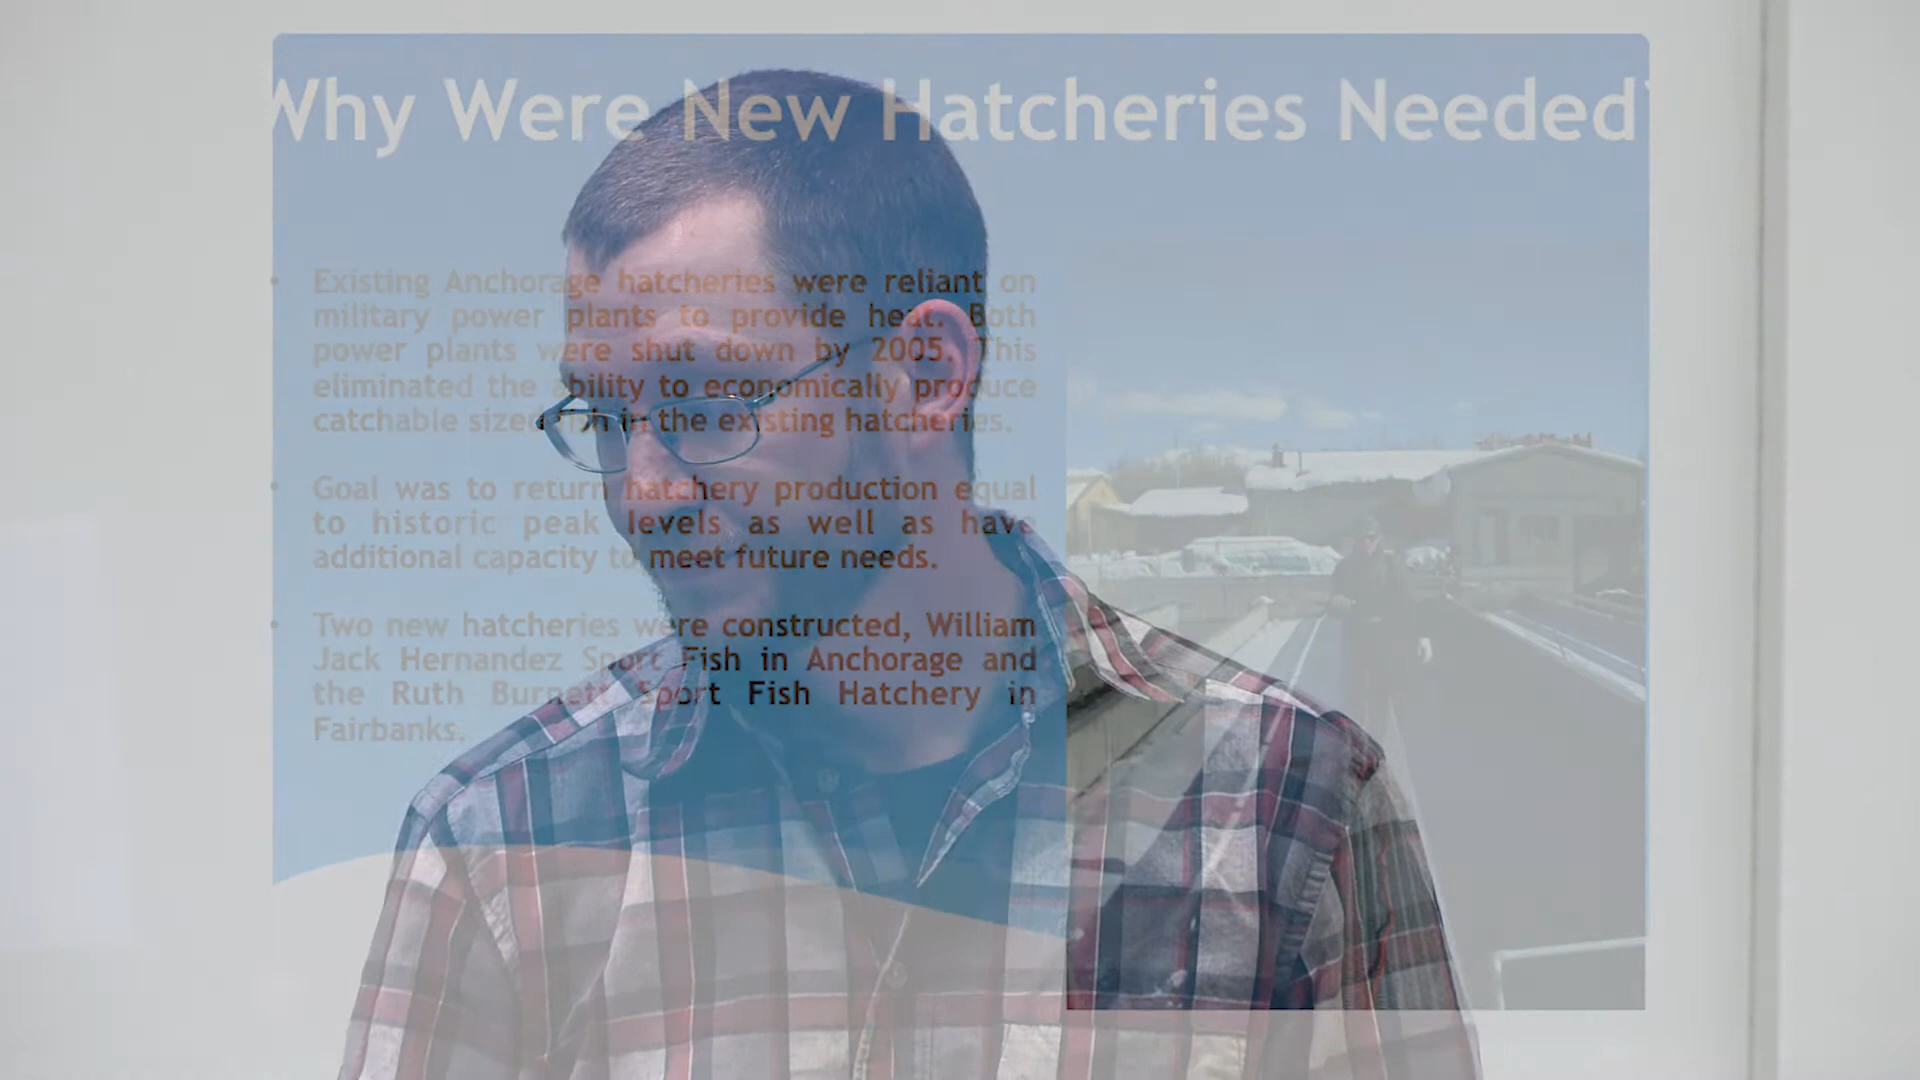 Why Were New Hatcheries Needed?
• Existing Anchorage hatcheries were reliant on
military power plants to provide heat. Both
power plants were shut down by 2005. This
eliminated the ability to economically produce
catchable sized fish in the existing hatcheries.
• Goal was to return hatchery production equal
to historic peak levels as well as have
additional capacity to meet future needs.
• Two new hatcheries were constructed, William
Jack Hernandez Sport Fish in Anchorage and
the Ruth Burnett Sport Fish Hatchery in
Fairbanks.